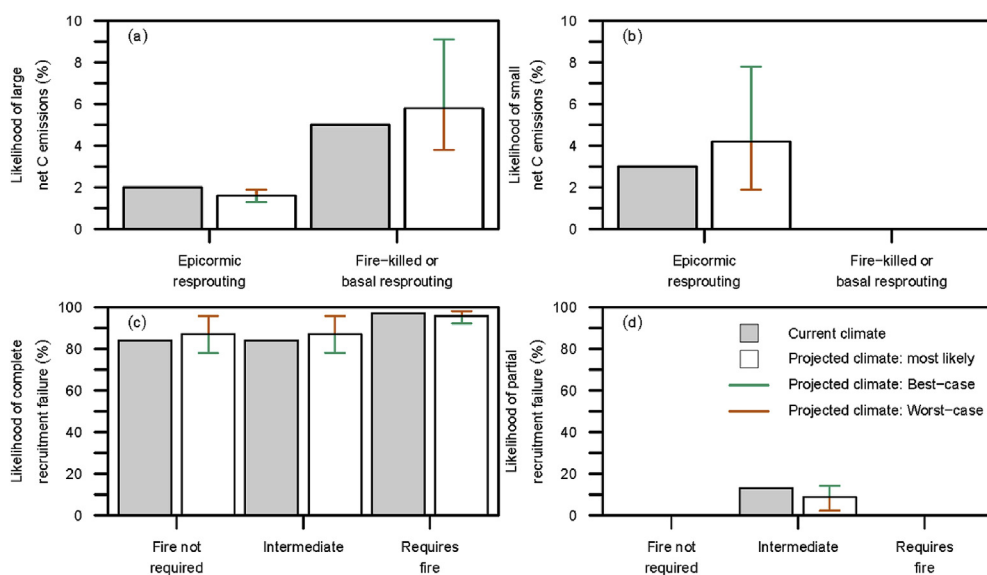 (a)
Likelihood of large
net C emissions (%)
10
8
6
4
2
0
Epicormic
resprouting
Fire-killed or
basal resprouting
(b)
Likelihood of small
net C emissions (%)
10
8
6
4
2
0
Epicormic
resprouting
Fire-killed or
basal resprouting
(c)
Likelihood of complete
recruitment failure (%)
100
80
60
40
20
0
Fire not
required
Intermediate
Requires
fire
(d)
Likelihood of partial
recruitment failure (%)
100
80
60
40
20
0
Current climate
Projected climate: most likely
Projected climate: Best-case
Projected climate: Worst-case
Fire not
required
Intermediate
Requires
fire